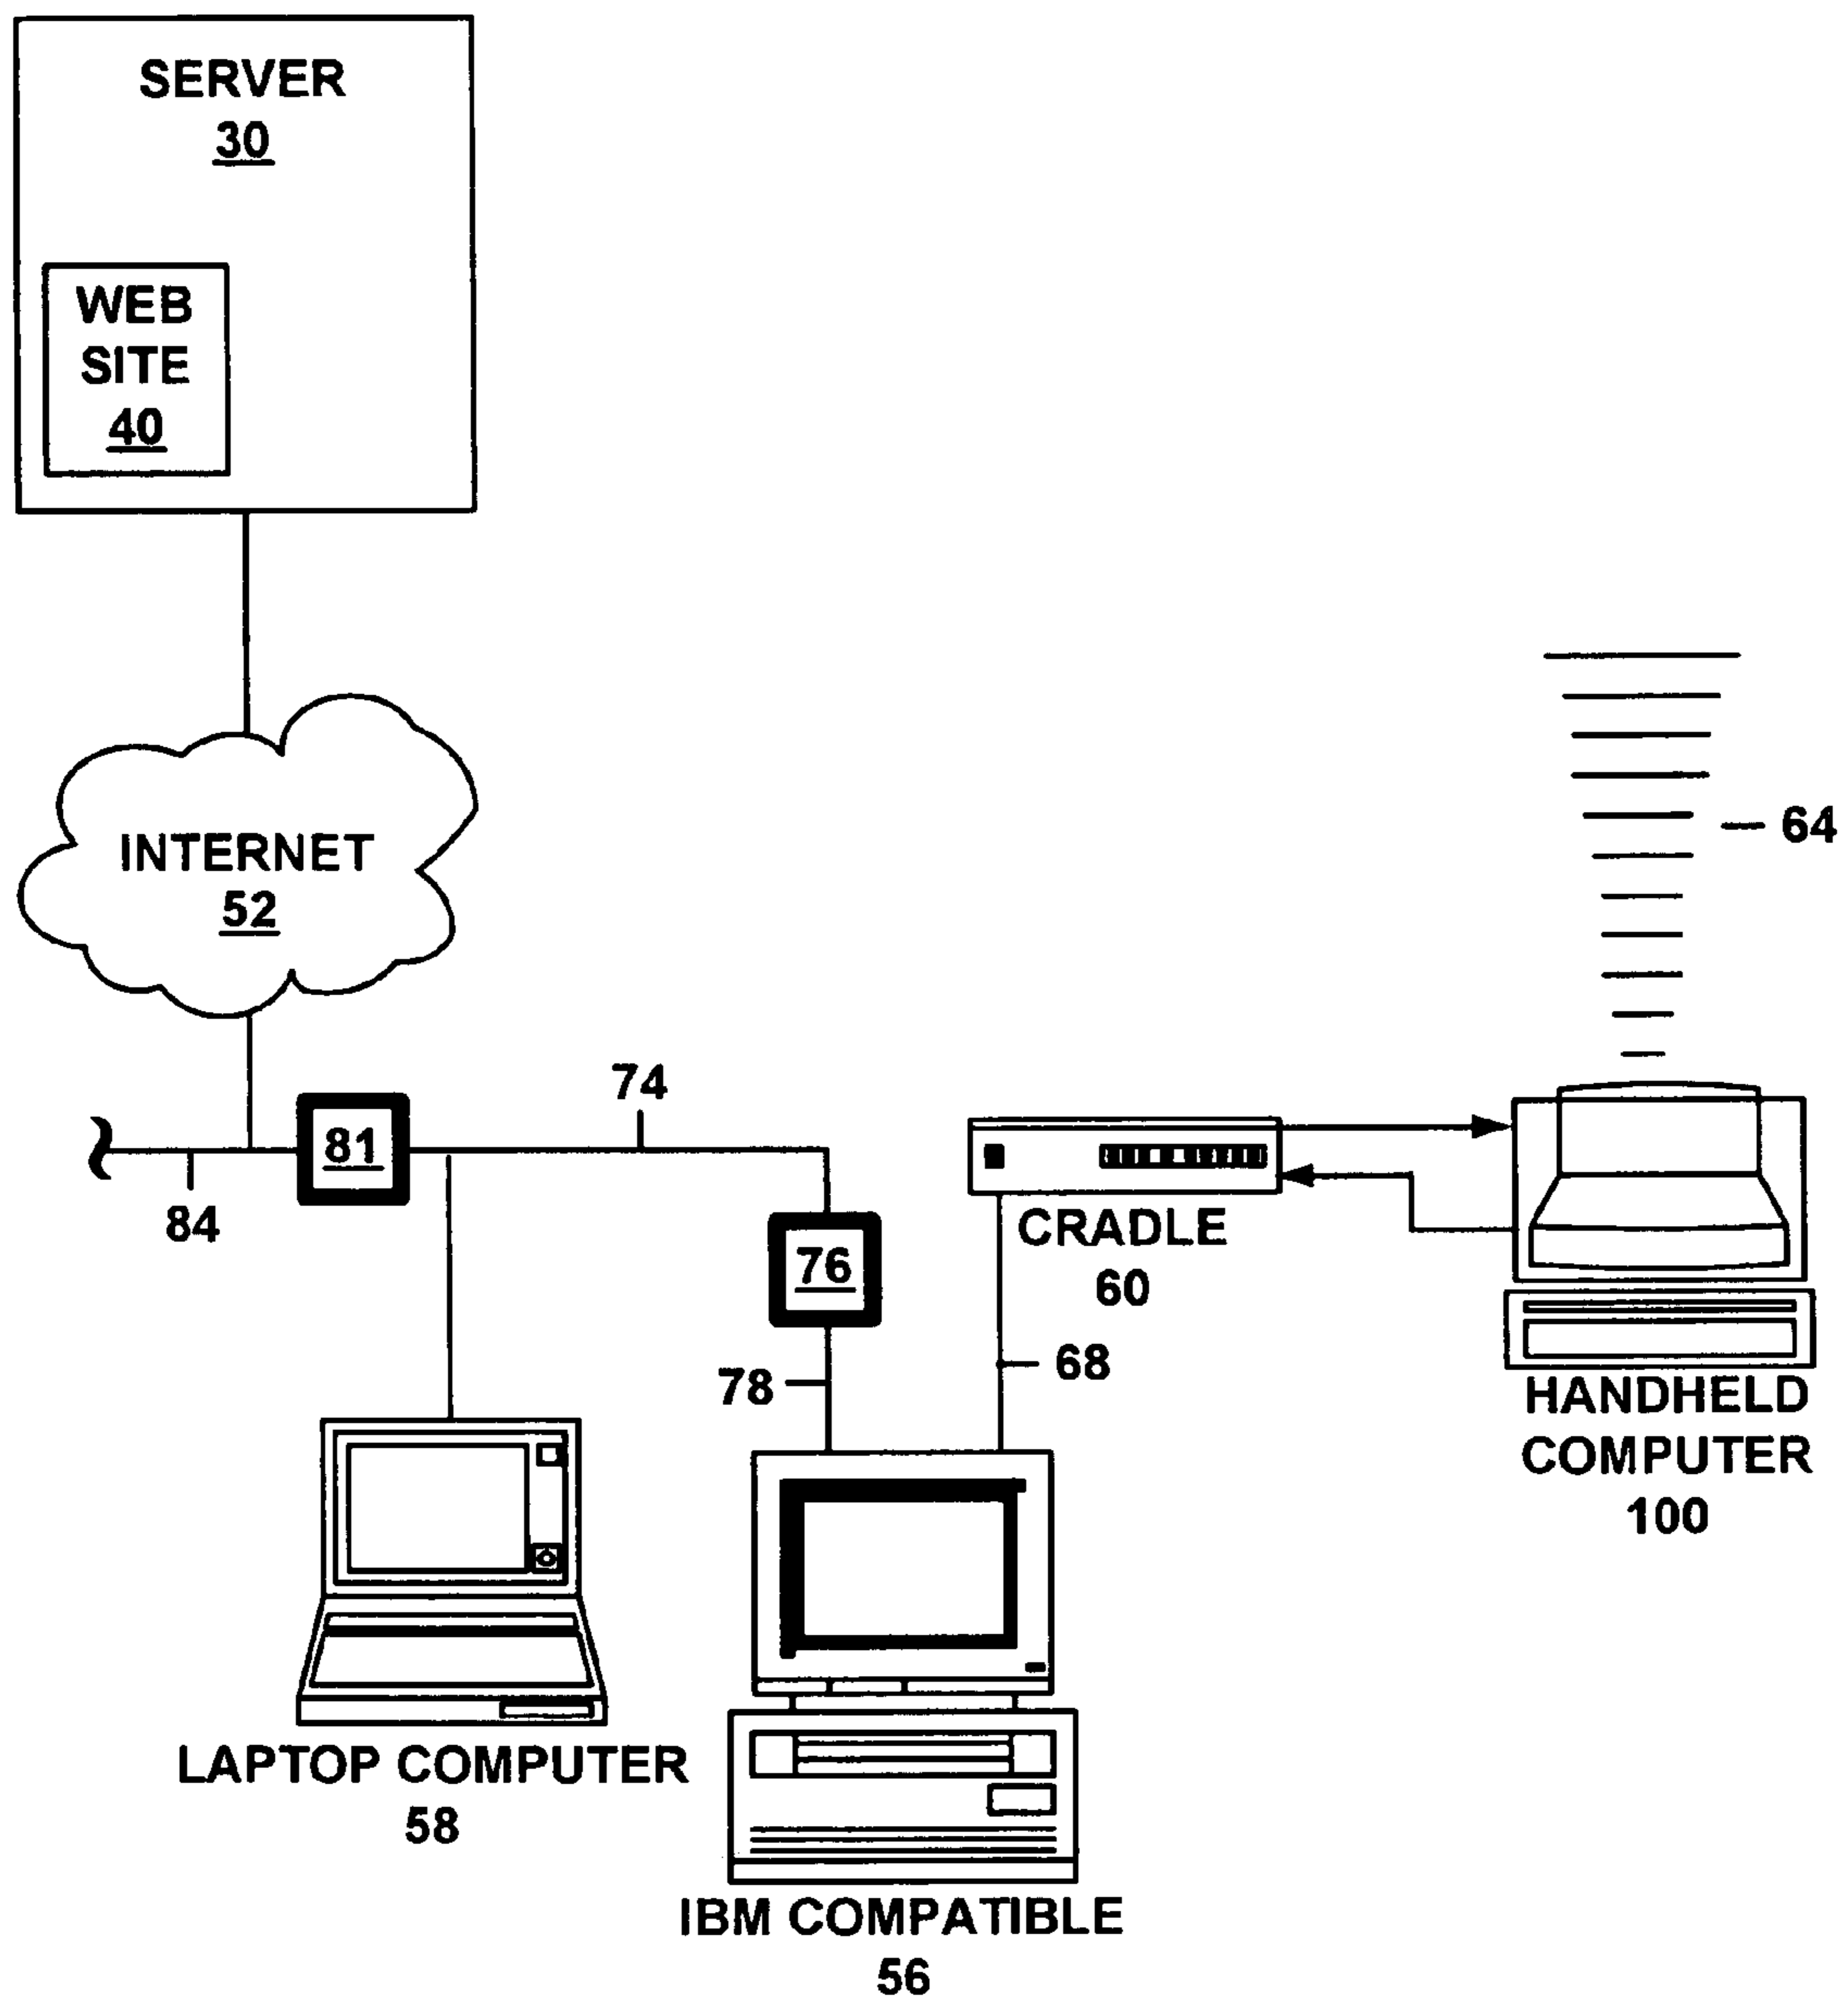 SERVER
30
WEB
SITE
40
INTERNET
52
64
74
81
84
76
CRADLE
60
78
68
HANDHELD
COMPUTER
100
LAPTOP COMPUTER
58
IBM COMPATIBLE
56